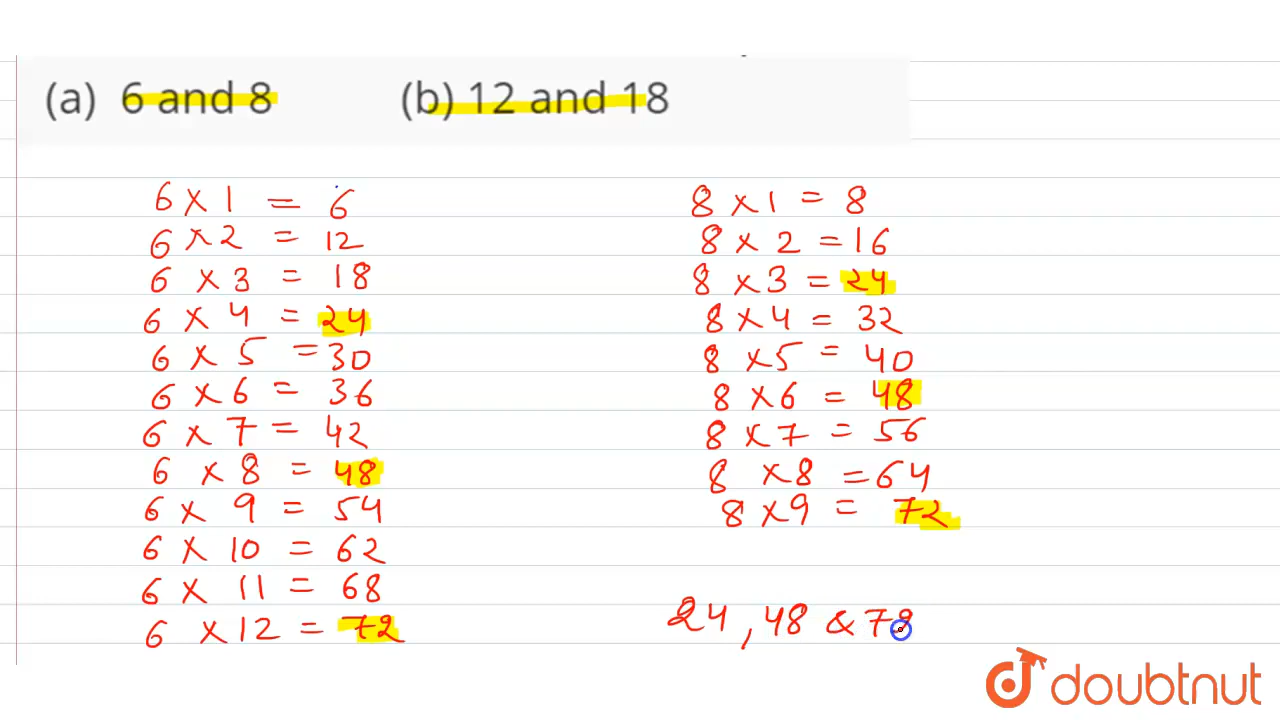 (a) 6 and 8 (b) 12 and 18
6 × 1 = 6 8 × 1 = 8
6 × 2 = 12 8 × 2 = 16
6 × 3 = 18 8 × 3 = 24
6 × 4 = 24 8 × 4 = 32
6 × 5 = 30 8 × 5 = 40
6 × 6 = 36 8 × 6 = 48
6 × 7 = 42 8 × 7 = 56
6 × 8 = 48 8 × 8 = 64
6 × 9 = 54 8 × 9 = 72
6 × 10 = 62
6 × 11 = 68
6 × 12 = 72 24, 48 &
doubtnut